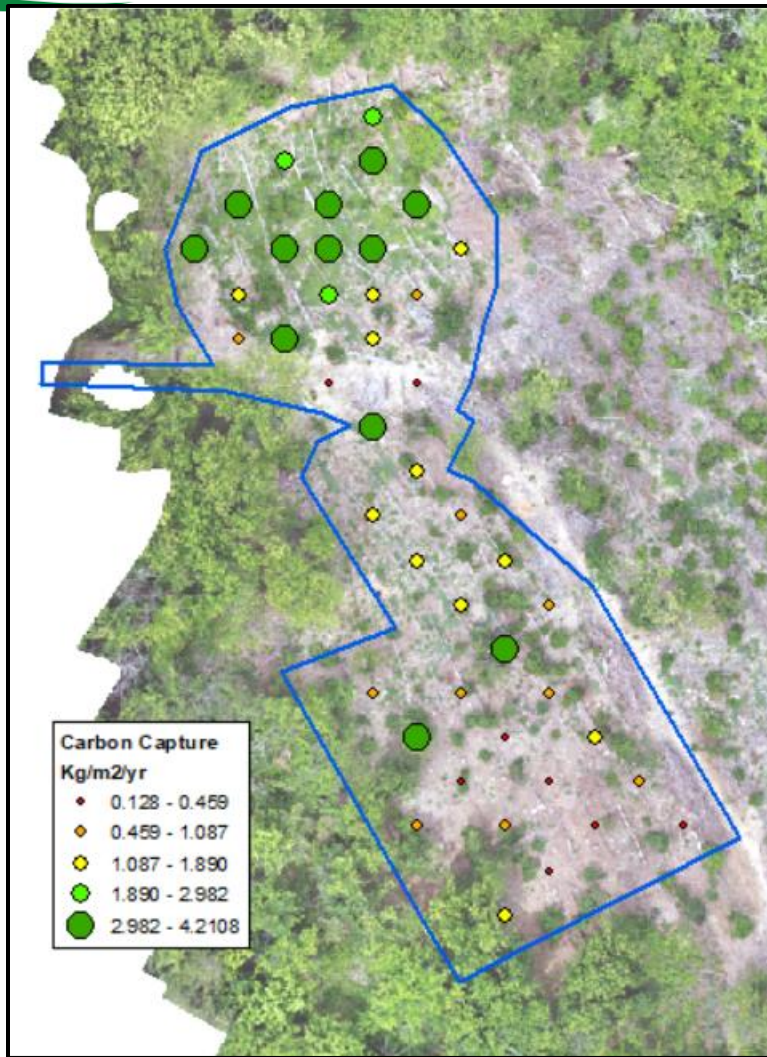 Carbon Capture
Kg/m2/yr
0.128 - 0.459
0.459 - 1.087
1.087 - 1.890
1.890 - 2.982
2.982 - 4.2108